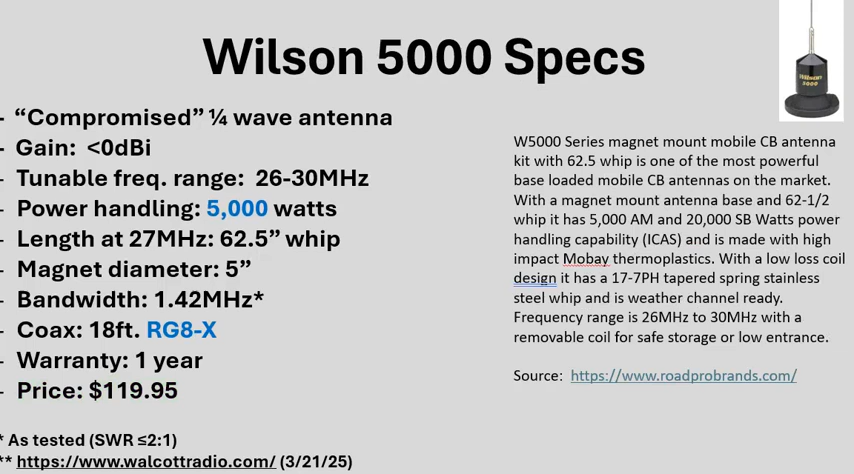 Wilson 5000 Specs
- “Compromised” ¼ wave antenna
- Gain: <0dBi
- Tunable freq. range: 26-30MHz
- Power handling: 5,000 watts
- Length at 27MHz: 62.5” whip
- Magnet diameter: 5”
- Bandwidth: 1.42MHz*
- Coax: 18ft. RG8-X
- Warranty: 1 year
- Price: $119.95
* As tested (SWR ≤2:1)
** https://www.walcottradio.com/ (3/21/25)
W5000 Series magnet mount mobile CB antenna
kit with 62.5 whip is one of the most powerful
base loaded mobile CB antennas on the market.
With a magnet mount antenna base and 62-1/2
whip it has 5,000 AM and 20,000 SB Watts power
handling capability (ICAS) and is made with high
impact Mobay thermoplastics. With a low loss coil
design it has a 17-7PH tapered spring stainless
steel whip and is weather channel ready.
Frequency range is 26MHz to 30MHz with a
removable coil for safe storage or low entrance.
Source: https://www.roadprobrands.com/
5000